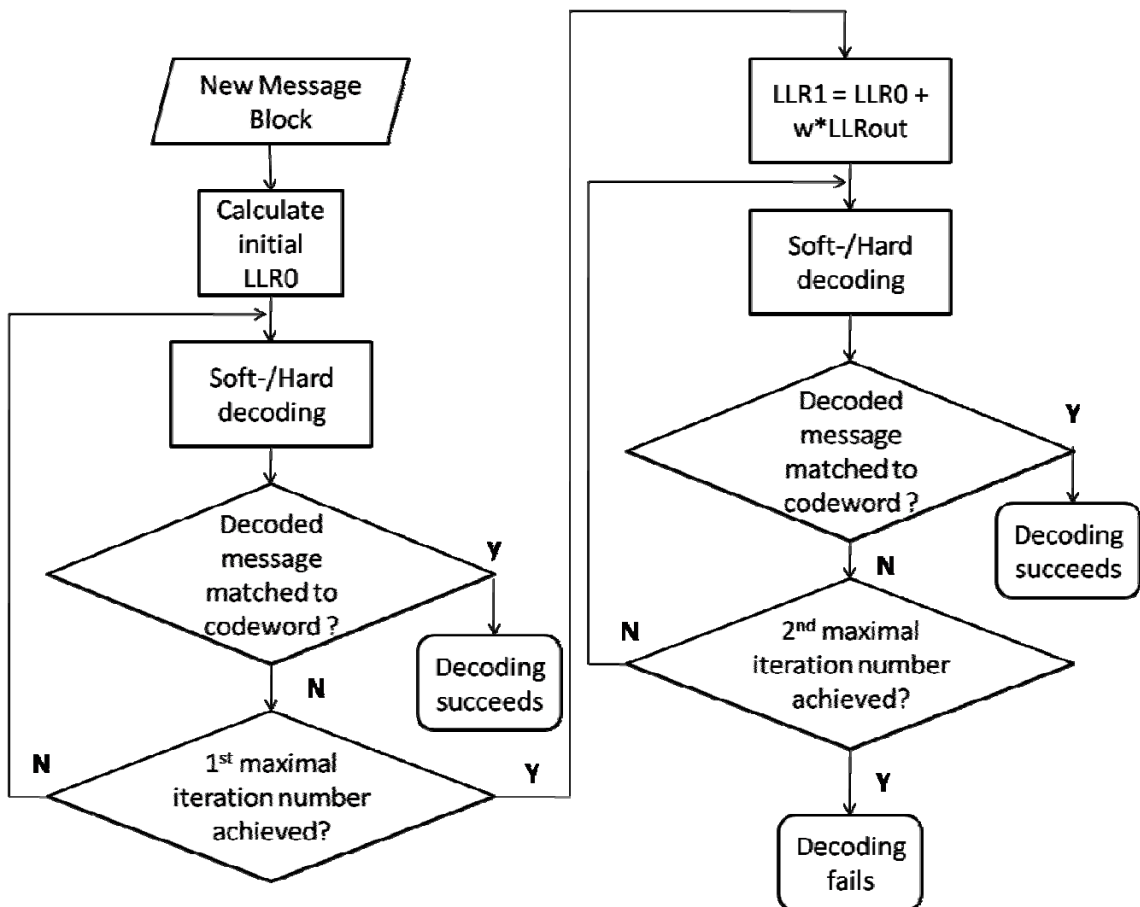 New Message
Block
Calculate
initial
LLR0
Soft-/Hard
decoding
Decoded
message
matched to
codeword ?
Y
Decoding
succeeds
N
1st maximal
iteration number
achieved?
N
Y
LLR1 = LLR0 +
w*LLRout
Soft-/Hard
decoding
Decoded
message
matched to
codeword ?
Y
Decoding
succeeds
N
2nd maximal
iteration number
achieved?
N
Y
Decoding
fails